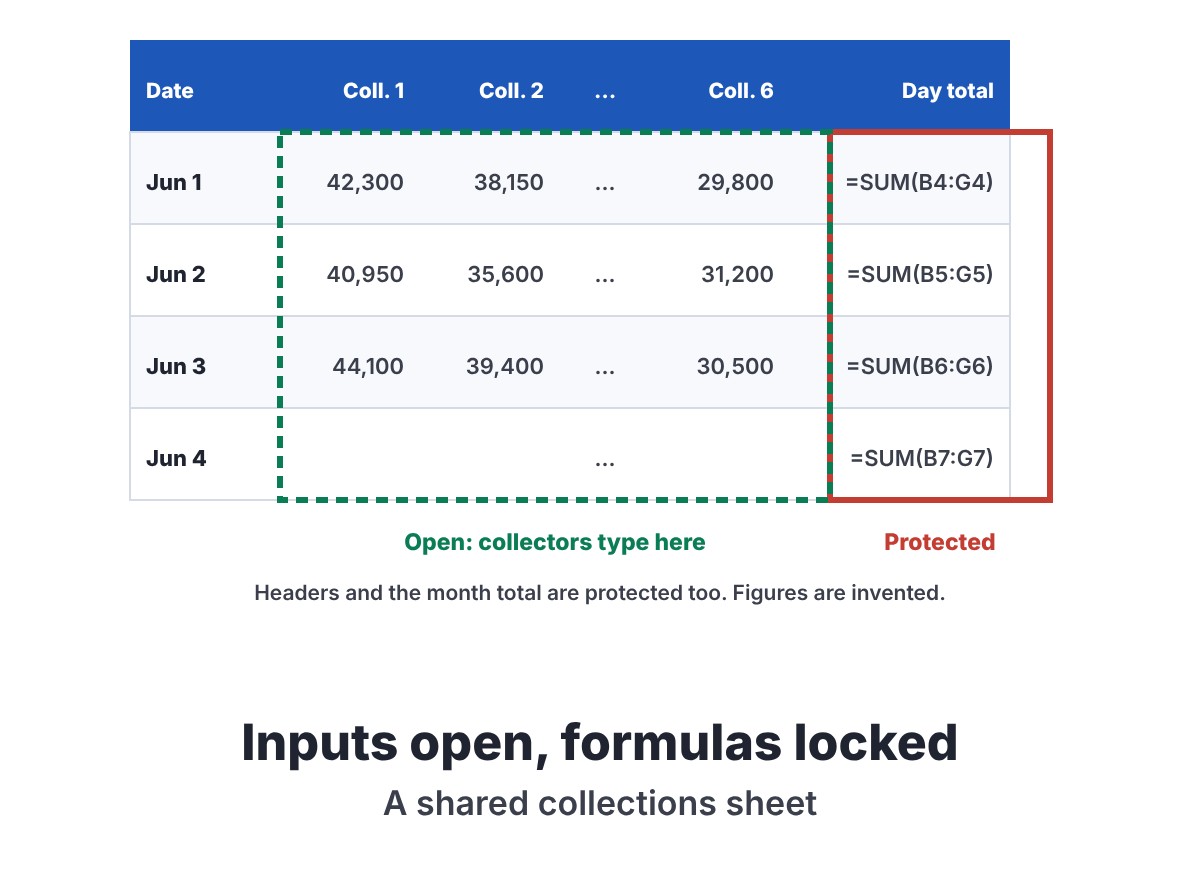 Date Coll. 1 Coll. 2 ... Coll. 6 Day total
Jun 1 42,300 38,150 ... 29,800 =SUM(B4:G4)
Jun 2 40,950 35,600 ... 31,200 =SUM(B5:G5)
Jun 3 44,100 39,400 ... 30,500 =SUM(B6:G6)
Jun 4 ... =SUM(B7:G7)
Open: collectors type here Protected
Headers and the month total are protected too. Figures are invented.
Inputs open, formulas locked
A shared collections sheet